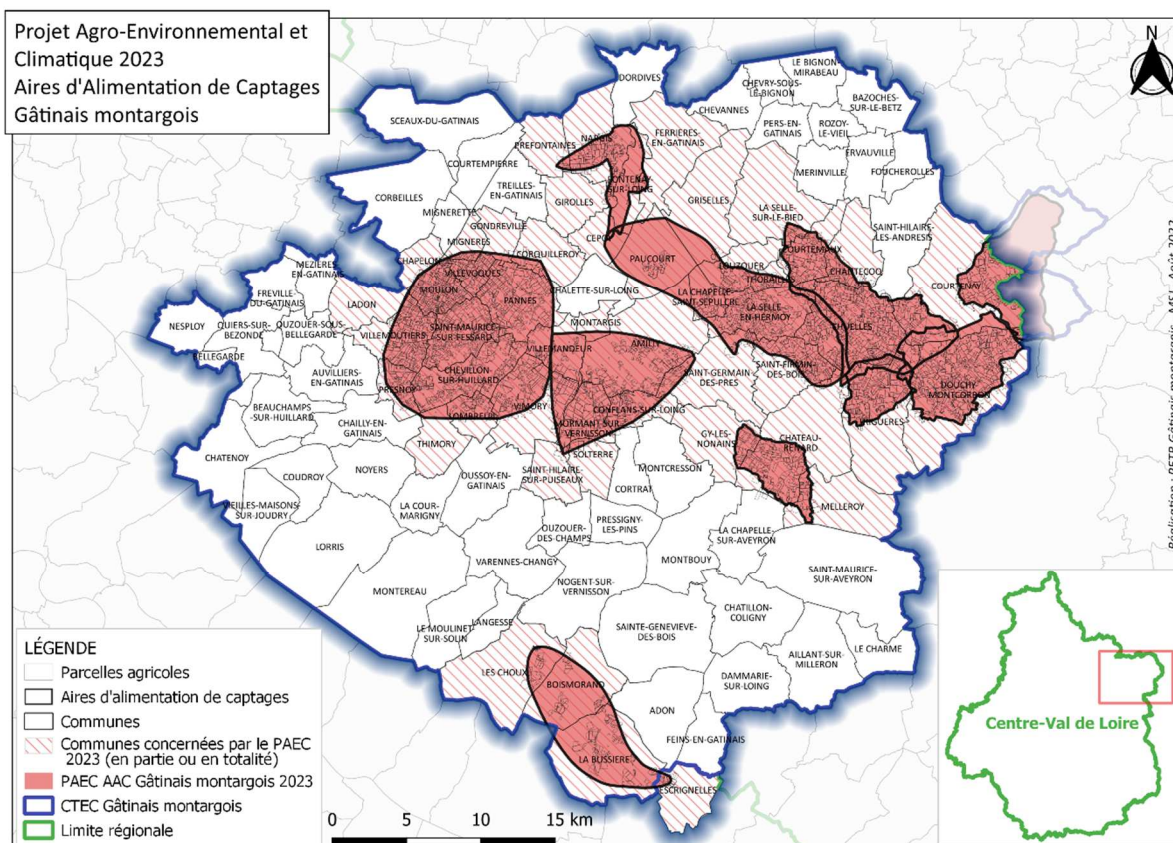 Projet Agro-Environnemental et
Climatique 2023
Aires d'Alimentation de Captages
Gâtinais montargois
N
DORDIVES
LE BIGNON-
MIRABEAU
CHEVRY-SOUS-
LE-BIGNON
BAZOCHES-
SUR-LE-BETZ
CHEVANNES
SCEAUX-DU-GATINAIS
PERS-EN-
GATINAIS
ROZOY-
LE-VIEIL
NARGIS
FERRIERES-
EN-GATINAIS
PREFONTAINES
ERVAUVILLE
COURTEMPIERRE
MERINVILLE
FOUCHEROLLES
TREILLES-
EN-GATINAIS
FONTENAY-
SUR-LOING
CORBEILLES
GIROLLES
GRISELLES
MIGNERETTE
LA SELLE-
SUR-LE-BIED
GONDREVILLE
SAINT-HILAIRE-
LES-ANDRESIS
MIGNERES
CEPOY
CORQUILLEROY
COURTEMAUX
CHAPELON
PAUCOURT
LOUZOUER
MEZIERES-
EN-GATINAIS
VILLEVOQUES
CHANTECOQ
THORAILLES
COURTENAY
MOULON
CHALETTE-SUR-LOING
LA CHAPELLE-
SAINT-SEPULCRE
FREVILLE-
DU-GATINAIS
LADON
PANNES
LA SELLE-
EN-HERMOY
NESPLOY
QUIERS-SUR-
BEZONDE
OUZOUER-SOUS-
BELLEGARDE
MONTARGIS
SAINT-MAURICE-
SUR-FESSARD
VILLEMOUTIERS
THUELLES
AMILLY
VILLEMANDEUR
BELLEGARDE
SAINT-FIRMIN-
DES-BOIS
AUVILLIERS-
EN-GATINAIS
CHEVILLON-
SUR-HUILLARD
SAINT-GERMAIN-
DES-PRES
DOUCHY-
MONTCORBON
PRESNOY
BEAUCHAMPS-
SUR-HUILLARD
VIMORY
CONFLANS-SUR-LOING
LOMBREUIL
MORMANT-SUR-
VERNISSON
CHAILLY-EN-
GATINAIS
GY-LES-
NONAINS
CHATEAU-
RENARD
THIMORY
SOLTERRE
CHATENOY
COUDROY
NOYERS
OUSSOY-EN-
GATINAIS
SAINT-HILAIRE-
SUR-PUISEAUX
MONTCRESSON
CORTRAT
MELLEROY
VIEILLES-MAISONS-
SUR-JOUDRY
LA COUR-
MARIGNY
OUZOUER-
DES-CHAMPS
PRESSIGNY-
LES-PINS
LA CHAPELLE-
SUR-AVEYRON
LORRIS
VARENNES-CHANGY
MONTBOUY
SAINT-MAURICE-
SUR-AVEYRON
MONTEREAU
NOGENT-SUR-
VERNISSON
CHATILLON-
COLIGNY
LE MOULINET-
SUR-SOLIN
LANGESSE
SAINTE-GENEVIEVE-
DES-BOIS
LE CHARME
AILLANT-SUR-
MILLERON
LES CHOUX
BOISMORAND
DAMMARIE-
SUR-LOING
ADON
FEINS-EN-GATINAIS
LA BUSSIERE
ESCRIGNELLES
LÉGENDE
Parcelles agricoles
Aires d'alimentation de captages
Communes
Communes concernées par le PAEC
2023 (en partie ou en totalité)
PAEC AAC Gâtinais montargois 2023
CTEC Gâtinais montargois
Limite régionale
0 5 10 15 km
Centre-Val de Loire